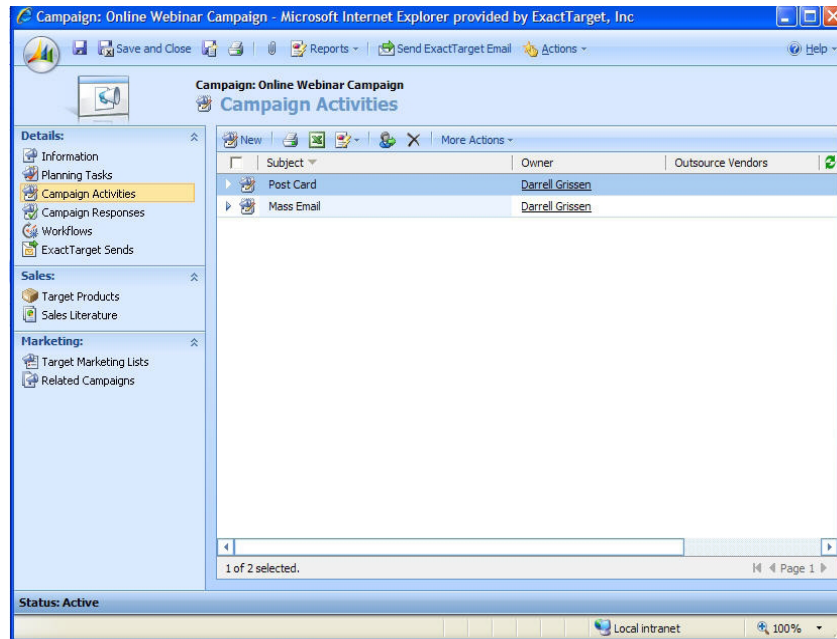 Campaign: Online Webinar Campaign - Microsoft Internet Explorer provided by ExactTarget, Inc
Save and Close Reports Send ExactTarget Email Actions Help
Campaign: Online Webinar Campaign
Campaign Activities
Details:
Information
Planning Tasks
Campaign Activities
Campaign Responses
Workflows
ExactTarget Sends
Sales:
Target Products
Sales Literature
Marketing:
Target Marketing Lists
Related Campaigns
New More Actions
Subject Owner Outsource Vendors
Post Card Darrell Grissen
Mass Email Darrell Grissen
1 of 2 selected. Page 1
Status: Active
Local intranet 100%